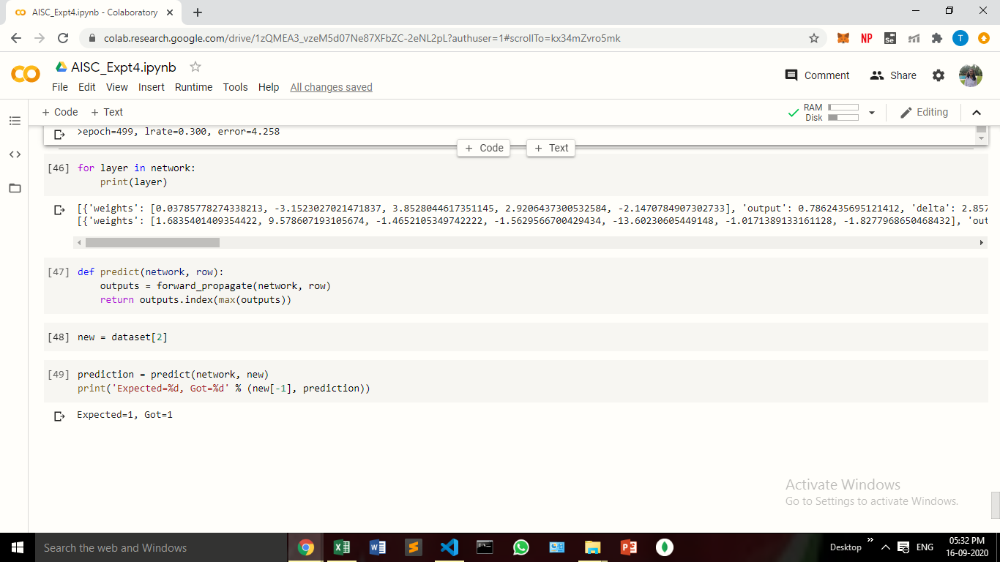 AISC_Expt4.ipynb - Colaboratory
colab.research.google.com/drive/1zQMEA3_vzeM5d07Ne87XFbZC-2eNL2pL?authuser=1#scrollTo=kx34mZvro5mk
NP
Se
T
CO
AISC_Expt4.ipynb
File Edit View Insert Runtime Tools Help All changes saved
Comment Share
+ Code + Text
RAM
Disk
Editing
>epoch=499, lrate=0.300, error=4.258
+ Code + Text
[46] for layer in network:
print(layer)
[{'weights': [0.03785778274338213, -3.1523027021471837, 3.8528044617351145, 2.9206437300532584, -2.1470784907302733], 'output': 0.7862435695121412, 'delta': 2.857
[{'weights': [1.6835401409354422, 9.578607193105674, -1.4652105349742222, -1.5629566700429434, -13.60230605449148, -1.0171389133161128, -1.8277968650468432], 'out
[47] def predict(network, row):
outputs = forward_propagate(network, row)
return outputs.index(max(outputs))
[48] new = dataset[2]
[49] prediction = predict(network, new)
print('Expected=%d, Got=%d' % (new[-1], prediction))
Expected=1, Got=1
Activate Windows
Go to Settings to activate Windows.
Search the web and Windows
Desktop
ENG
05:32 PM
16-09-2020